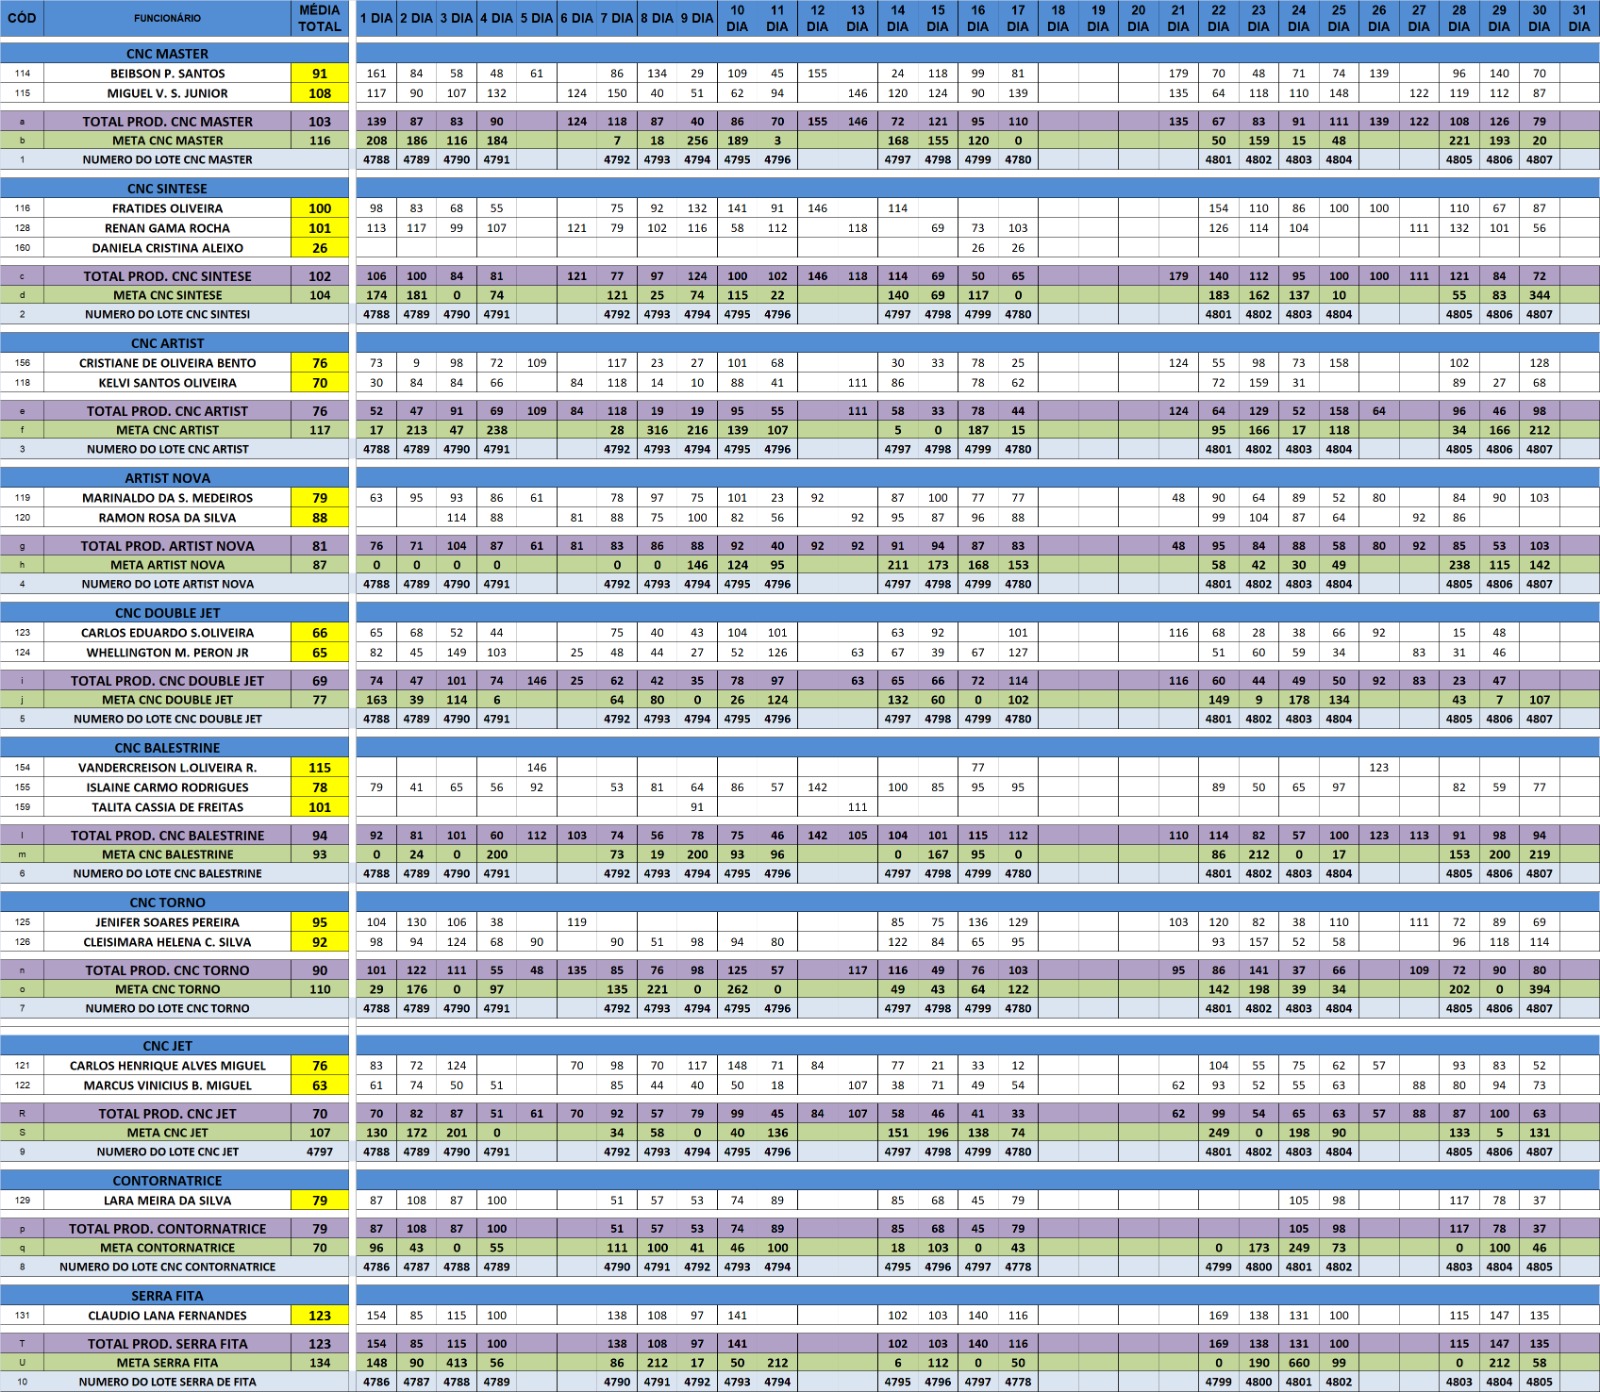 CÓD FUNCIONÁRIO MÉDIA TOTAL 1 DIA 2 DIA 3 DIA 4 DIA 5 DIA 6 DIA 7 DIA 8 DIA 9 DIA 10 DIA 11 DIA 12 DIA 13 DIA 14 DIA 15 DIA 16 DIA 17 DIA 18 DIA 19 DIA 20 DIA 21 DIA 22 DIA 23 DIA 24 DIA 25 DIA 26 DIA 27 DIA 28 DIA 29 DIA 30 DIA 31 DIA
CNC MASTER
114 BEIBSON P. SANTOS 91 161 84 58 48 61 86 134 29 109 45 155 24 118 99 81 179 70 48 71 74 139 96 140 70
115 MIGUEL V. S. JUNIOR 108 117 90 107 132 124 150 40 51 62 94 146 120 124 90 139 135 64 118 110 148 122 119 112 87
a TOTAL PROD. CNC MASTER 103 139 87 83 90 124 118 87 40 86 70 155 146 72 121 95 110 135 67 83 91 111 139 122 108 126 79
b META CNC MASTER 116 208 186 116 184 7 18 256 189 3 168 155 120 0 50 159 15 48 221 193 20
1 NUMERO DO LOTE CNC MASTER 4788 4789 4790 4791 4792 4793 4794 4795 4796 4797 4798 4799 4780 4801 4802 4803 4804 4805 4806 4807
CNC SINTESE
116 FRATIDES OLIVEIRA 100 98 83 68 55 75 92 132 141 91 146 114 154 110 86 100 100 110 67 87
128 RENAN GAMA ROCHA 101 113 117 99 107 121 79 102 116 58 112 118 69 73 103 126 114 104 111 132 101 56
160 DANIELA CRISTINA ALEIXO 26 26 26
c TOTAL PROD. CNC SINTESE 102 106 100 84 81 121 77 97 124 100 102 146 118 114 69 50 65 179 140 112 95 100 100 111 121 84 72
d META CNC SINTESE 104 174 181 0 74 121 25 74 115 22 140 69 117 0 183 162 137 10 55 83 344
2 NUMERO DO LOTE CNC SINTESI 4788 4789 4790 4791 4792 4793 4794 4795 4796 4797 4798 4799 4780 4801 4802 4803 4804 4805 4806 4807
CNC ARTIST
156 CRISTIANE DE OLIVEIRA BENTO 76 73 9 98 72 109 117 23 27 101 68 30 33 78 25 124 55 98 73 158 102 128
118 KELVI SANTOS OLIVEIRA 70 30 84 84 66 84 118 14 10 88 41 111 86 78 62 72 159 31 89 27 68
e TOTAL PROD. CNC ARTIST 76 52 47 91 69 109 84 118 19 19 95 55 111 58 33 78 44 124 64 129 52 158 64 96 46 98
f META CNC ARTIST 117 17 213 47 238 28 316 216 139 107 5 0 187 15 95 166 17 118 34 166 212
3 NUMERO DO LOTE CNC ARTIST 4788 4789 4790 4791 4792 4793 4794 4795 4796 4797 4798 4799 4780 4801 4802 4803 4804 4805 4806 4807
ARTIST NOVA
119 MARINALDO DA S. MEDEIROS 79 63 95 93 86 61 78 97 75 101 23 92 87 100 77 77 48 90 64 89 52 80 84 90 103
120 RAMON ROSA DA SILVA 88 114 88 81 88 75 100 82 56 92 95 87 96 88 99 104 87 64 92 86
g TOTAL PROD. ARTIST NOVA 81 76 71 104 87 61 81 83 86 88 92 40 92 92 91 94 87 83 48 95 84 88 58 80 92 85 53 103
h META ARTIST NOVA 87 0 0 0 0 0 0 146 124 95 211 173 168 153 58 42 30 49 238 115 142
4 NUMERO DO LOTE ARTIST NOVA 4788 4789 4790 4791 4792 4793 4794 4795 4796 4797 4798 4799 4780 4801 4802 4803 4804 4805 4806 4807
CNC DOUBLE JET
123 CARLOS EDUARDO S.OLIVEIRA 66 65 68 52 44 75 40 43 104 101 63 92 101 116 68 28 38 66 92 15 48
124 WHELLINGTON M. PERON JR 65 82 45 149 103 25 48 44 27 52 126 63 67 39 67 127 51 60 59 34 83 31 46
i TOTAL PROD. CNC DOUBLE JET 69 74 47 101 74 146 25 62 42 35 78 97 63 65 66 72 114 116 60 44 49 50 92 83 23 47
j META CNC DOUBLE JET 77 163 39 114 6 64 80 0 26 124 132 60 0 102 149 9 178 134 43 7 107
5 NUMERO DO LOTE CNC DOUBLE JET 4788 4789 4790 4791 4792 4793 4794 4795 4796 4797 4798 4799 4780 4801 4802 4803 4804 4805 4806 4807
CNC BALESTRINE
154 VANDERCREISON L.OLIVEIRA R. 115 146 77 123
155 ISLAINE CARMO RODRIGUES 78 79 41 65 56 92 53 81 64 86 57 142 100 85 95 95 89 50 65 97 82 59 77
159 TALITA CASSIA DE FREITAS 101 91 111
l TOTAL PROD. CNC BALESTRINE 94 92 81 101 60 112 103 74 56 78 75 46 142 105 104 101 115 112 110 114 82 57 100 123 113 91 98 94
m META CNC BALESTRINE 93 0 24 0 200 73 19 200 93 96 0 167 95 0 86 212 0 17 153 200 219
6 NUMERO DO LOTE CNC BALESTRINE 4788 4789 4790 4791 4792 4793 4794 4795 4796 4797 4798 4799 4780 4801 4802 4803 4804 4805 4806 4807
CNC TORNO
125 JENIFER SOARES PEREIRA 95 104 130 106 38 119 85 75 136 129 103 120 82 38 110 111 72 89 69
126 CLEISIMARA HELENA C. SILVA 92 98 94 124 68 90 90 51 98 94 80 122 84 65 95 93 157 52 58 96 118 114
n TOTAL PROD. CNC TORNO 90 101 122 111 55 48 135 85 76 98 125 57 117 116 49 76 103 95 86 141 37 66 109 72 90 80
o META CNC TORNO 110 29 176 0 97 135 221 0 262 0 49 43 64 122 142 198 39 34 202 0 394
7 NUMERO DO LOTE CNC TORNO 4788 4789 4790 4791 4792 4793 4794 4795 4796 4797 4798 4799 4780 4801 4802 4803 4804 4805 4806 4807
CNC JET
121 CARLOS HENRIQUE ALVES MIGUEL 76 83 72 124 70 98 70 117 148 71 84 77 21 33 12 104 55 75 62 57 93 83 52
122 MARCUS VINICIUS B. MIGUEL 63 61 74 50 51 85 44 40 50 18 107 38 71 49 54 62 93 52 55 63 88 80 94 73
R TOTAL PROD. CNC JET 70 70 82 87 51 61 70 92 57 79 99 45 84 107 58 46 41 33 62 99 54 65 63 57 88 87 100 63
S META CNC JET 107 130 172 201 0 34 58 0 40 136 151 196 138 74 249 0 198 90 133 5 131
9 NUMERO DO LOTE CNC JET 4797 4788 4789 4790 4791 4792 4793 4794 4795 4796 4797 4798 4799 4780 4801 4802 4803 4804 4805 4806 4807
CONTORNATRICE
129 LARA MEIRA DA SILVA 79 87 108 87 100 51 57 53 74 89 85 68 45 79 105 98 117 78 37
p TOTAL PROD. CONTORNATRICE 79 87 108 87 100 51 57 53 74 89 85 68 45 79 105 98 117 78 37
q META CONTORNATRICE 70 96 43 0 55 111 100 41 46 100 18 103 0 43 0 173 249 73 0 100 46
8 NUMERO DO LOTE CNC CONTORNATRICE 4786 4787 4788 4789 4790 4791 4792 4793 4794 4795 4796 4797 4778 4799 4800 4801 4802 4803 4804 4805
SERRA FITA
131 CLAUDIO LANA FERNANDES 123 154 85 115 100 138 108 97 141 102 103 140 116 169 138 131 100 115 147 135
T TOTAL PROD. SERRA FITA 123 154 85 115 100 138 108 97 141 102 103 140 116 169 138 131 100 115 147 135
U META SERRA FITA 134 148 90 413 56 86 212 17 50 212 6 112 0 50 0 190 660 99 0 212 58
10 NUMERO DO LOTE SERRA DE FITA 4786 4787 4788 4789 4790 4791 4792 4793 4794 4795 4796 4797 4778 4799 4800 4801 4802 4803 4804 4805